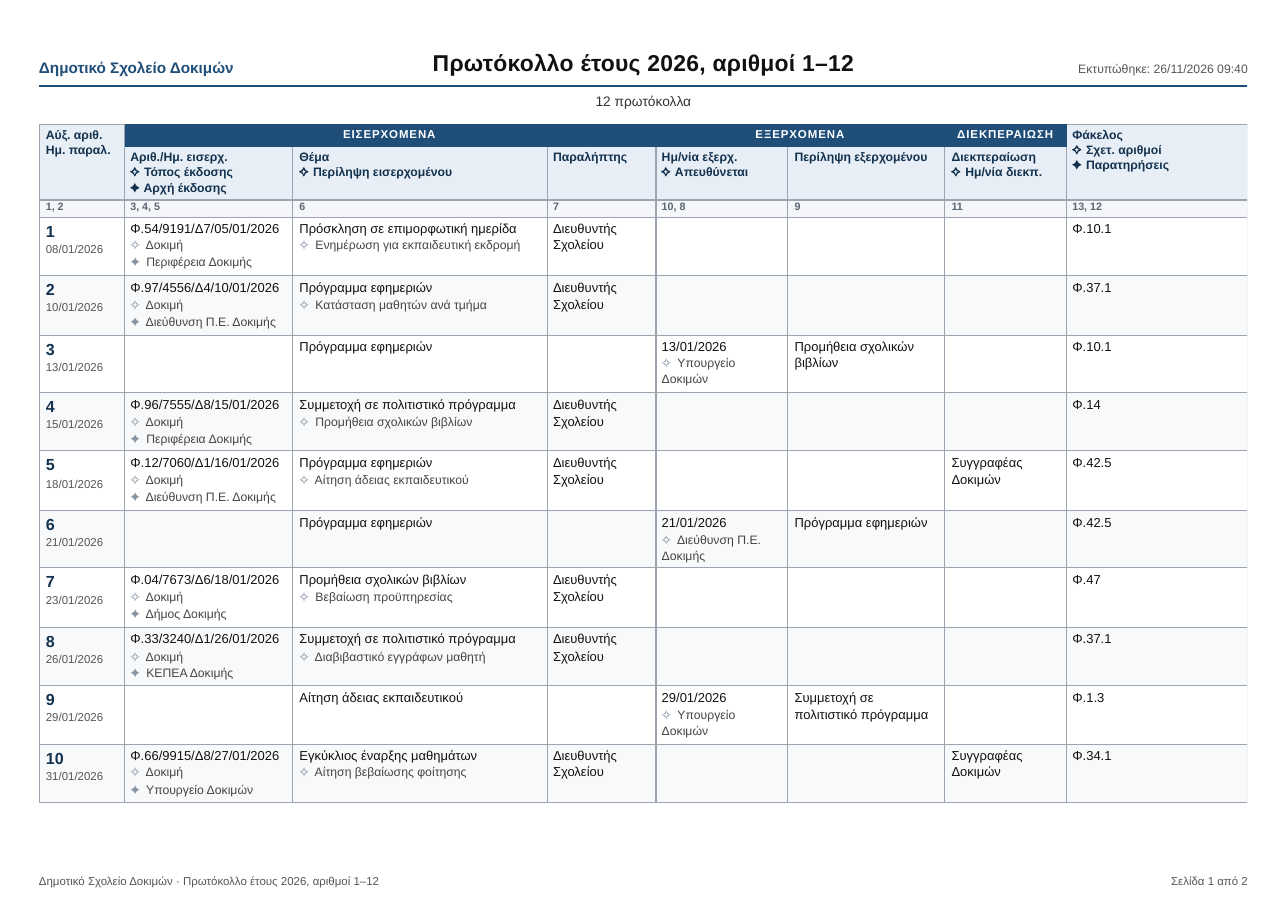 Δημοτικό Σχολείο Δοκιμών
Πρωτόκολλο έτους 2026, αριθμοί 1–12
Εκτυπώθηκε: 26/11/2026 09:40
12 πρωτόκολλα
Αύξ. αριθ.
Ημ. παραλ.
ΕΙΣΕΡΧΟΜΕΝΑ
ΕΞΕΡΧΟΜΕΝΑ
ΔΙΕΚΠΕΡΑΙΩΣΗ
Φάκελος
✧ Σχετ. αριθμοί
✦ Παρατηρήσεις
Αριθ./Ημ. εισερχ.
✧ Τόπος έκδοσης
✦ Αρχή έκδοσης
Θέμα
✧ Περίληψη εισερχομένου
Παραλήπτης
Ημ/νία εξερχ.
✧ Απευθύνεται
Περίληψη εξερχομένου
Διεκπεραίωση
✧ Ημ/νία διεκπ.
1, 2
3, 4, 5
6
7
10, 8
9
11
13, 12
1
08/01/2026
Φ.54/9191/Δ7/05/01/2026
✧ Δοκιμή
✦ Περιφέρεια Δοκιμής
Πρόσκληση σε επιμορφωτική ημερίδα
✧ Ενημέρωση για εκπαιδευτική εκδρομή
Διευθυντής
Σχολείου
Φ.10.1
2
10/01/2026
Φ.97/4556/Δ4/10/01/2026
✧ Δοκιμή
✦ Διεύθυνση Π.Ε. Δοκιμής
Πρόγραμμα εφημεριών
✧ Κατάσταση μαθητών ανά τμήμα
Διευθυντής
Σχολείου
Φ.37.1
3
13/01/2026
Πρόγραμμα εφημεριών
13/01/2026
✧ Υπουργείο
Δοκιμών
Προμήθεια σχολικών
βιβλίων
Φ.10.1
4
15/01/2026
Φ.96/7555/Δ8/15/01/2026
✧ Δοκιμή
✦ Περιφέρεια Δοκιμής
Συμμετοχή σε πολιτιστικό πρόγραμμα
✧ Προμήθεια σχολικών βιβλίων
Διευθυντής
Σχολείου
Φ.14
5
18/01/2026
Φ.12/7060/Δ1/16/01/2026
✧ Δοκιμή
✦ Διεύθυνση Π.Ε. Δοκιμής
Πρόγραμμα εφημεριών
✧ Αίτηση άδειας εκπαιδευτικού
Διευθυντής
Σχολείου
Συγγραφέας
Δοκιμών
Φ.42.5
6
21/01/2026
Πρόγραμμα εφημεριών
21/01/2026
✧ Διεύθυνση Π.Ε.
Δοκιμής
Πρόγραμμα εφημεριών
Φ.42.5
7
23/01/2026
Φ.04/7673/Δ6/18/01/2026
✧ Δοκιμή
✦ Δήμος Δοκιμής
Προμήθεια σχολικών βιβλίων
✧ Βεβαίωση προϋπηρεσίας
Διευθυντής
Σχολείου
Φ.47
8
26/01/2026
Φ.33/3240/Δ1/26/01/2026
✧ Δοκιμή
✦ ΚΕΠΕΑ Δοκιμής
Συμμετοχή σε πολιτιστικό πρόγραμμα
✧ Διαβιβαστικό εγγράφων μαθητή
Διευθυντής
Σχολείου
Φ.37.1
9
29/01/2026
Αίτηση άδειας εκπαιδευτικού
29/01/2026
✧ Υπουργείο
Δοκιμών
Συμμετοχή σε
πολιτιστικό πρόγραμμα
Φ.1.3
10
31/01/2026
Φ.66/9915/Δ8/27/01/2026
✧ Δοκιμή
✦ Υπουργείο Δοκιμών
Εγκύκλιος έναρξης μαθημάτων
✧ Αίτηση βεβαίωσης φοίτησης
Διευθυντής
Σχολείου
Συγγραφέας
Δοκιμών
Φ.34.1
Δημοτικό Σχολείο Δοκιμών · Πρωτόκολλο έτους 2026, αριθμοί 1–12
Σελίδα 1 από 2